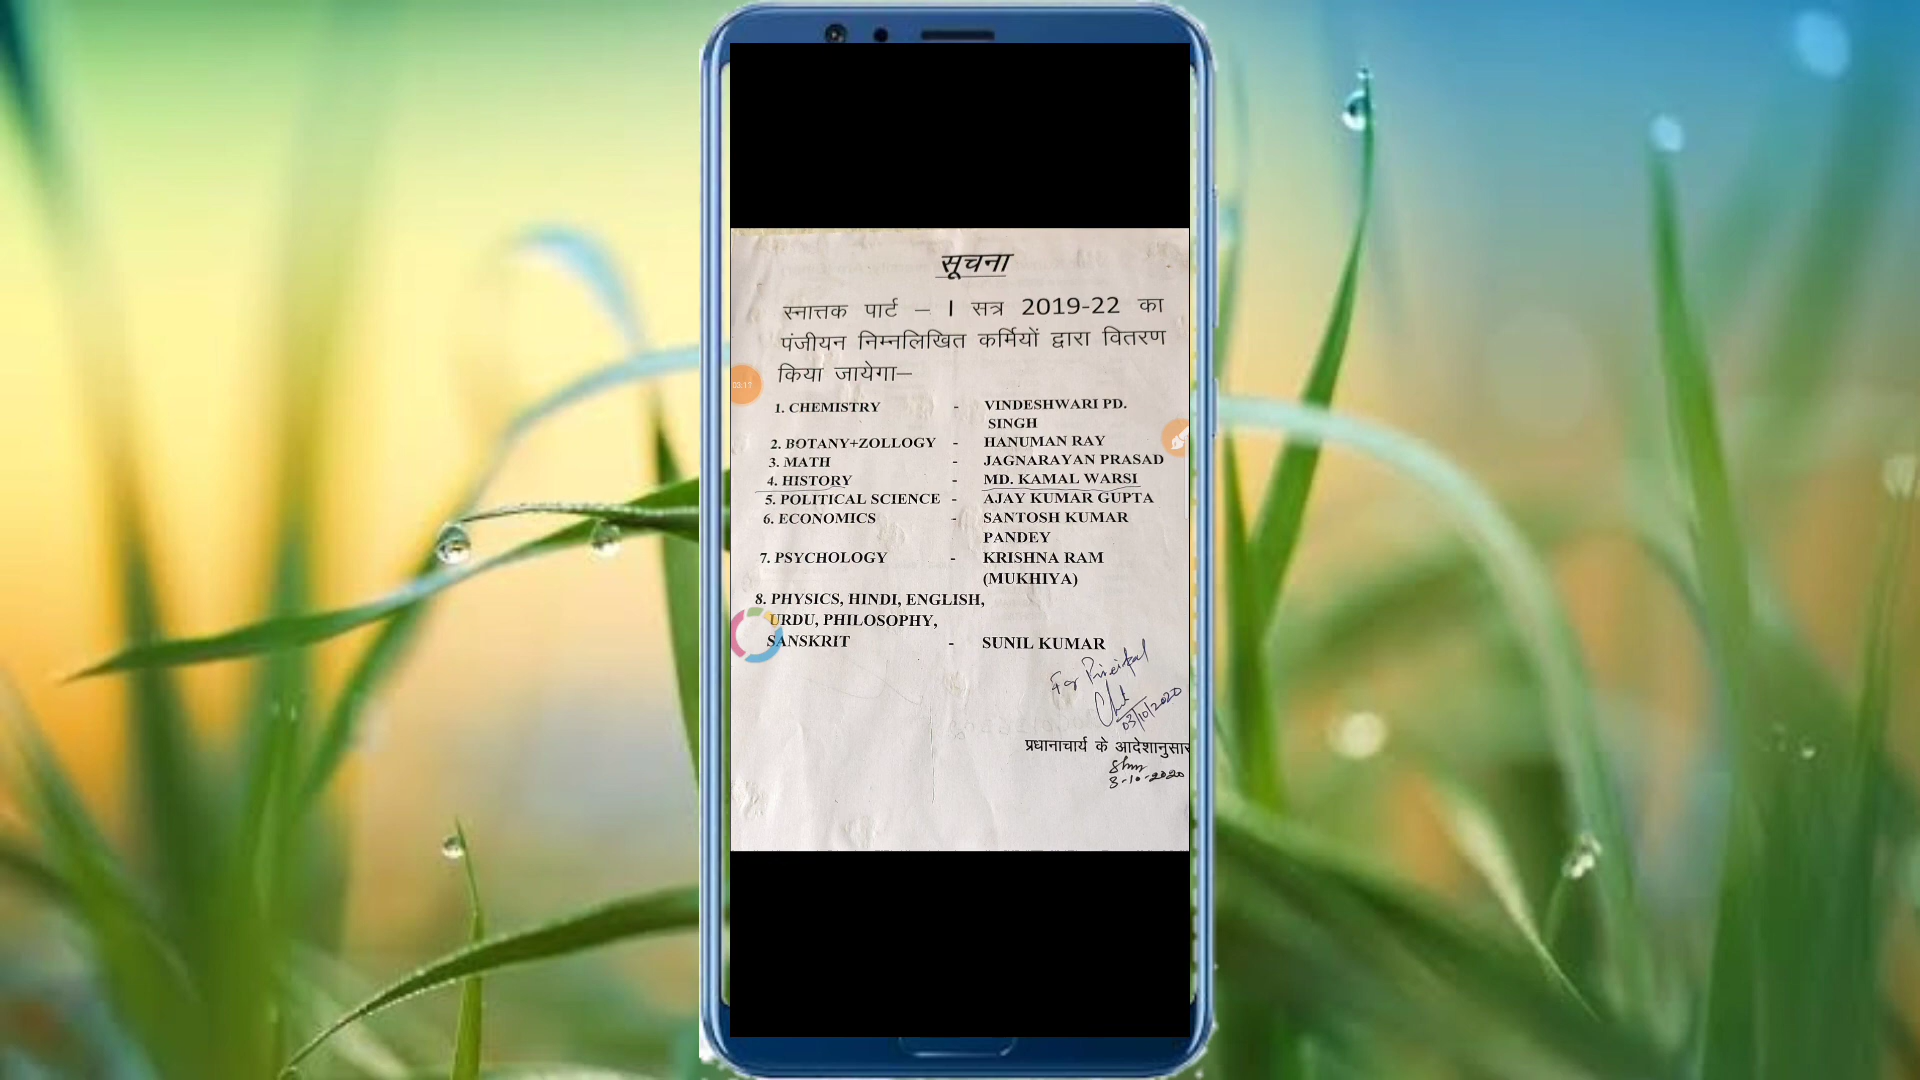 सूचना
स्नात्तक पार्ट – I सत्र 2019-22 का
पंजीयन निम्नलिखित कर्मियों द्वारा वितरण
किया जायेगा–
1. CHEMISTRY - VINDESHWARI PD.
SINGH
2. BOTANY+ZOLLOGY - HANUMAN RAY
3. MATH - JAGNARAYAN PRASAD
4. HISTORY - MD. KAMAL WARSI
5. POLITICAL SCIENCE - AJAY KUMAR GUPTA
6. ECONOMICS - SANTOSH KUMAR
PANDEY
7. PSYCHOLOGY - KRISHNA RAM
(MUKHIYA)
8. PHYSICS, HINDI, ENGLISH,
URDU, PHILOSOPHY,
SANSKRIT - SUNIL KUMAR
For Principal
03/10/2020
प्रधानाचार्य के आदेशानुसार
3-10-2020
03:17